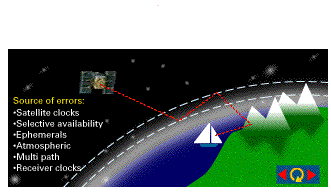 Source of errors:
•Satellite clocks
•Selective availability
•Ephemerals
•Atmospheric
•Multi path
•Receiver clocks